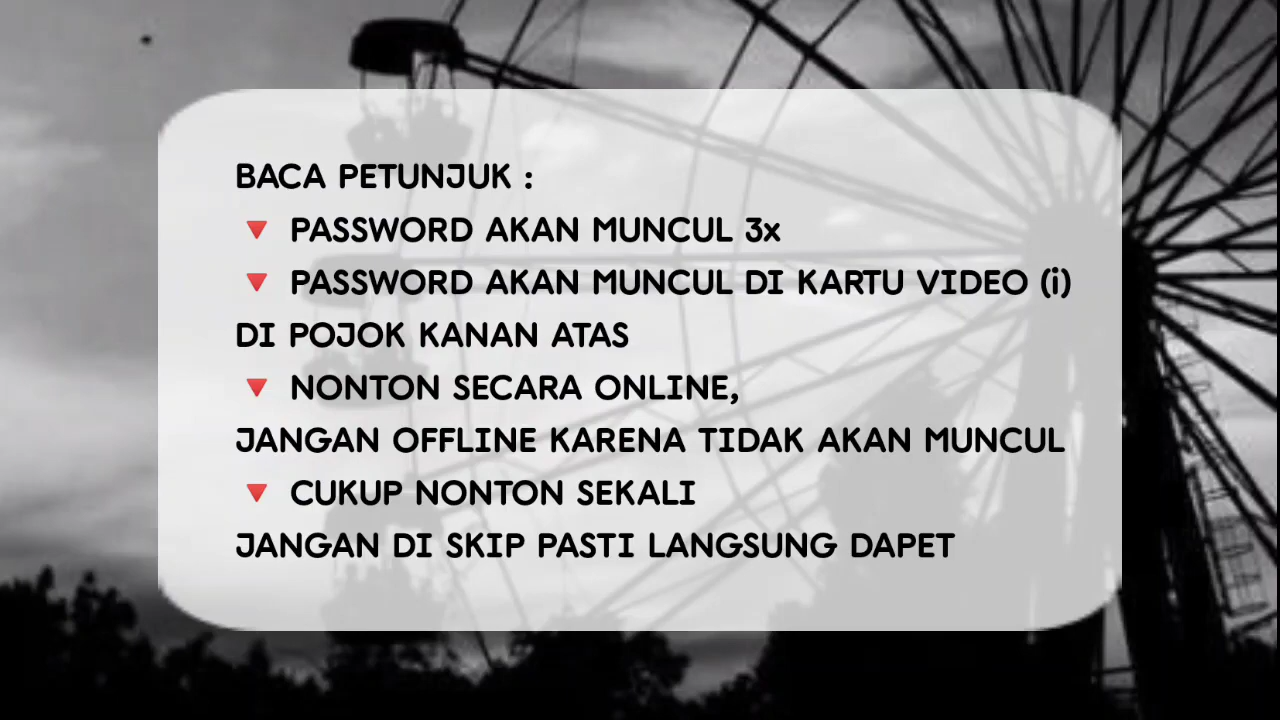 BACA PETUNJUK :
🔻 PASSWORD AKAN MUNCUL 3x
🔻 PASSWORD AKAN MUNCUL DI KARTU VIDEO (i)
DI POJOK KANAN ATAS
🔻 NONTON SECARA ONLINE,
JANGAN OFFLINE KARENA TIDAK AKAN MUNCUL
🔻 CUKUP NONTON SEKALI
JANGAN DI SKIP PASTI LANGSUNG DAPET